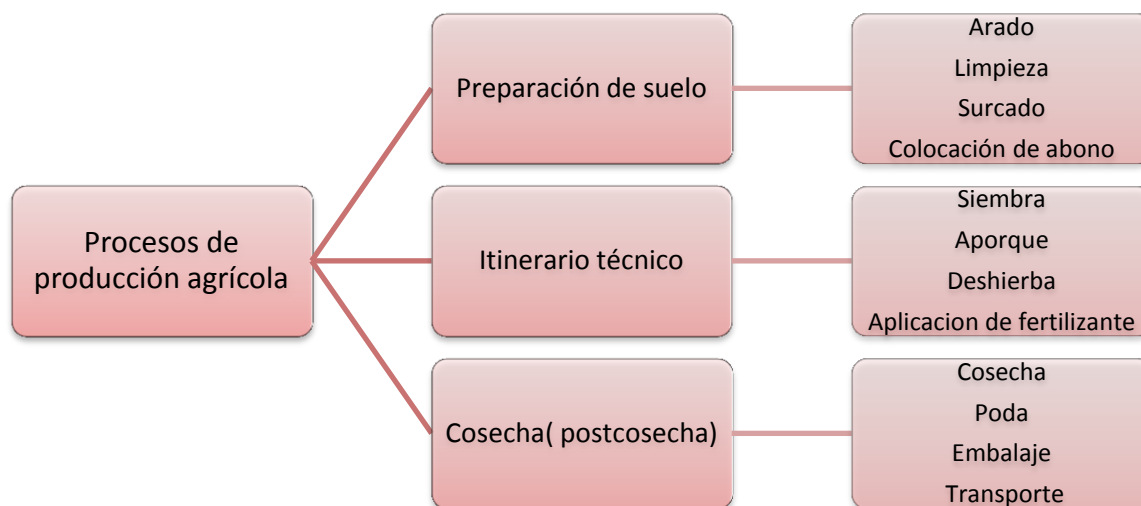 Procesos de
producción agrícola
Preparación de suelo
Arado
Limpieza
Surcado
Colocación de abono
Itinerario técnico
Siembra
Aporque
Deshierba
Aplicacion de fertilizante
Cosecha( postcosecha)
Cosecha
Poda
Embalaje
Transporte